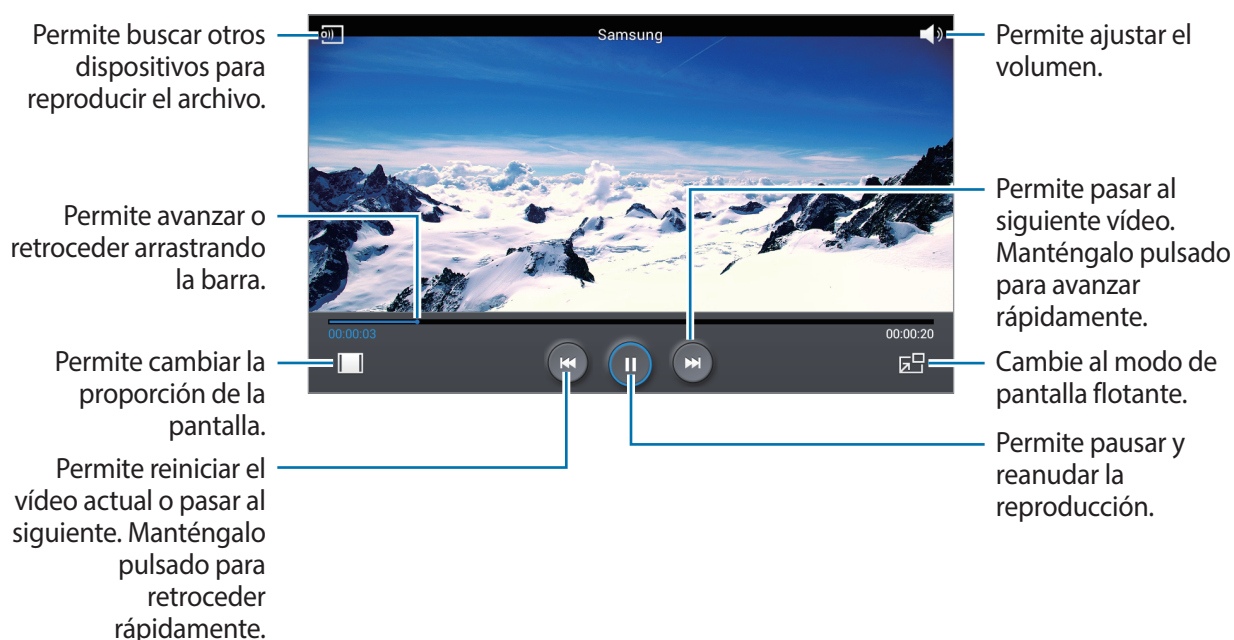 Permite buscar otros
dispositivos para
reproducir el archivo.
Samsung
Permite ajustar el
volumen.
Permite avanzar o
retroceder arrastrando
la barra.
Permite pasar al
siguiente vídeo.
Manténgalo pulsado
para avanzar
rápidamente.
00:00:03
00:00:20
Permite cambiar la
proporción de la
pantalla.
Cambie al modo de
pantalla flotante.
Permite reiniciar el
vídeo actual o pasar al
siguiente. Manténgalo
pulsado para
retroceder
rápidamente.
Permite pausar y
reanudar la
reproducción.